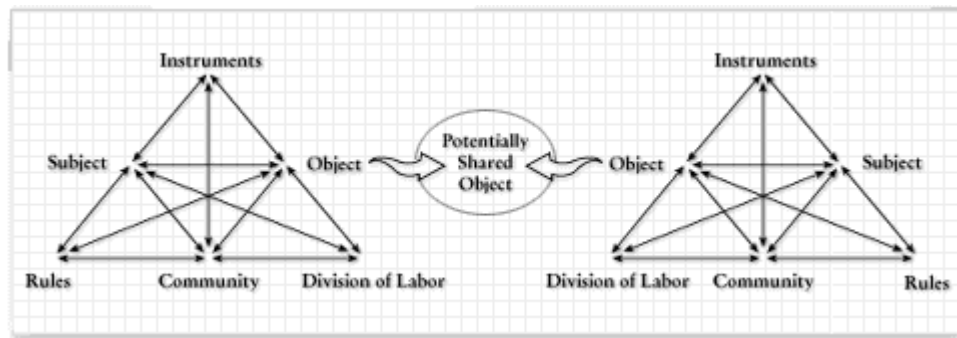 Instruments
Instruments
Potentially
Shared
Object
Subject
Object
Object
Subject
Rules
Community
Division of Labor
Division of Labor
Community
Rules